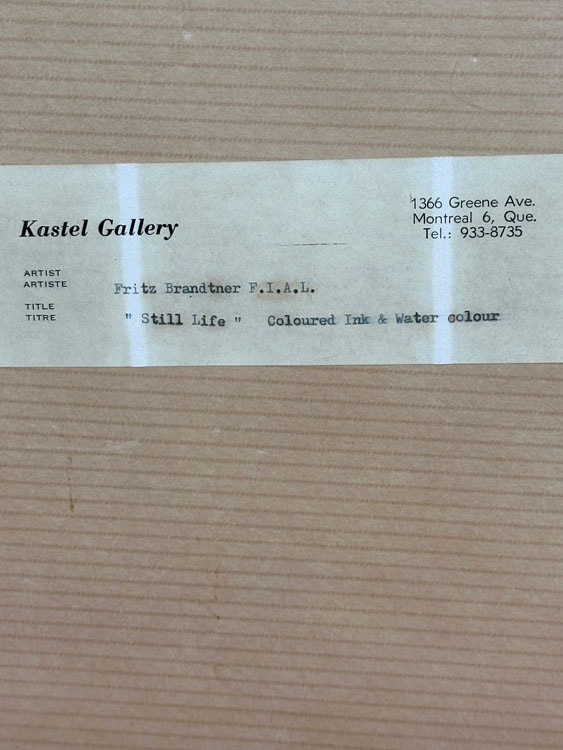 Kastel Gallery
1366 Greene Ave.
Montreal 6, Que.
Tel.: 933-8735
ARTIST
ARTISTE
Fritz Brandtner F.I.A.L.
TITLE
TITRE
" Still Life " Coloured Ink & Water colour